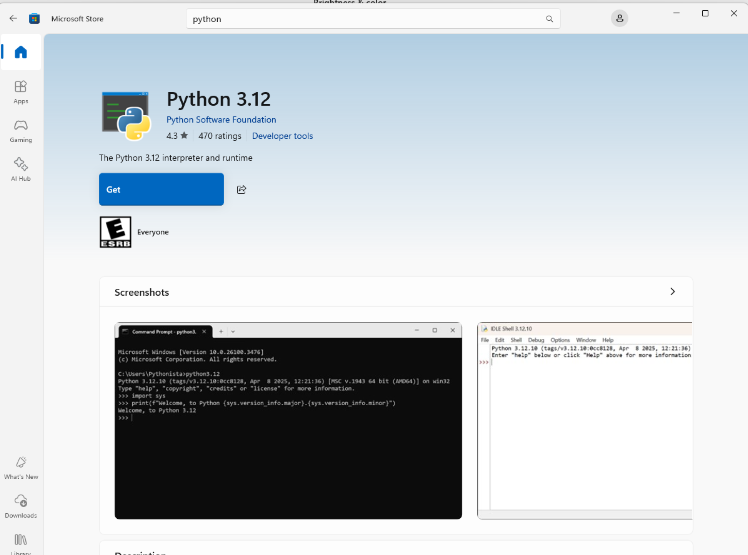 Brightness & color
Microsoft Store
python
Apps
Gaming
AI Hub
What's New
Downloads
Library
Python 3.12
Python Software Foundation
4.3 ★ 470 ratings Developer tools
The Python 3.12 interpreter and runtime
Get
E
ESRB
Everyone
Screenshots
Command Prompt - python3.
Microsoft Windows [Version 10.0.26100.3476]
(c) Microsoft Corporation. All rights reserved.
C:\Users\Pythonista>python3.12
Python 3.12.10 (tags/v3.12.10:0cc8128, Apr 8 2025, 12:21:36) [MSC v.1943 64 bit (AMD64)] on win32
Type "help", "copyright", "credits" or "license" for more information.
>>> import sys
>>> print(f"Welcome, to Python {sys.version_info.major}.{sys.version_info.minor}")
Welcome, to Python 3.12
>>>
IDLE Shell 3.12.10
File Edit Shell Debug Options Window Help
Python 3.12.10 (tags/v3.12.10:0cc8128, Apr 8 2025, 12:21:36)
Enter "help" below or click "Help" above for more information
>>>
Description